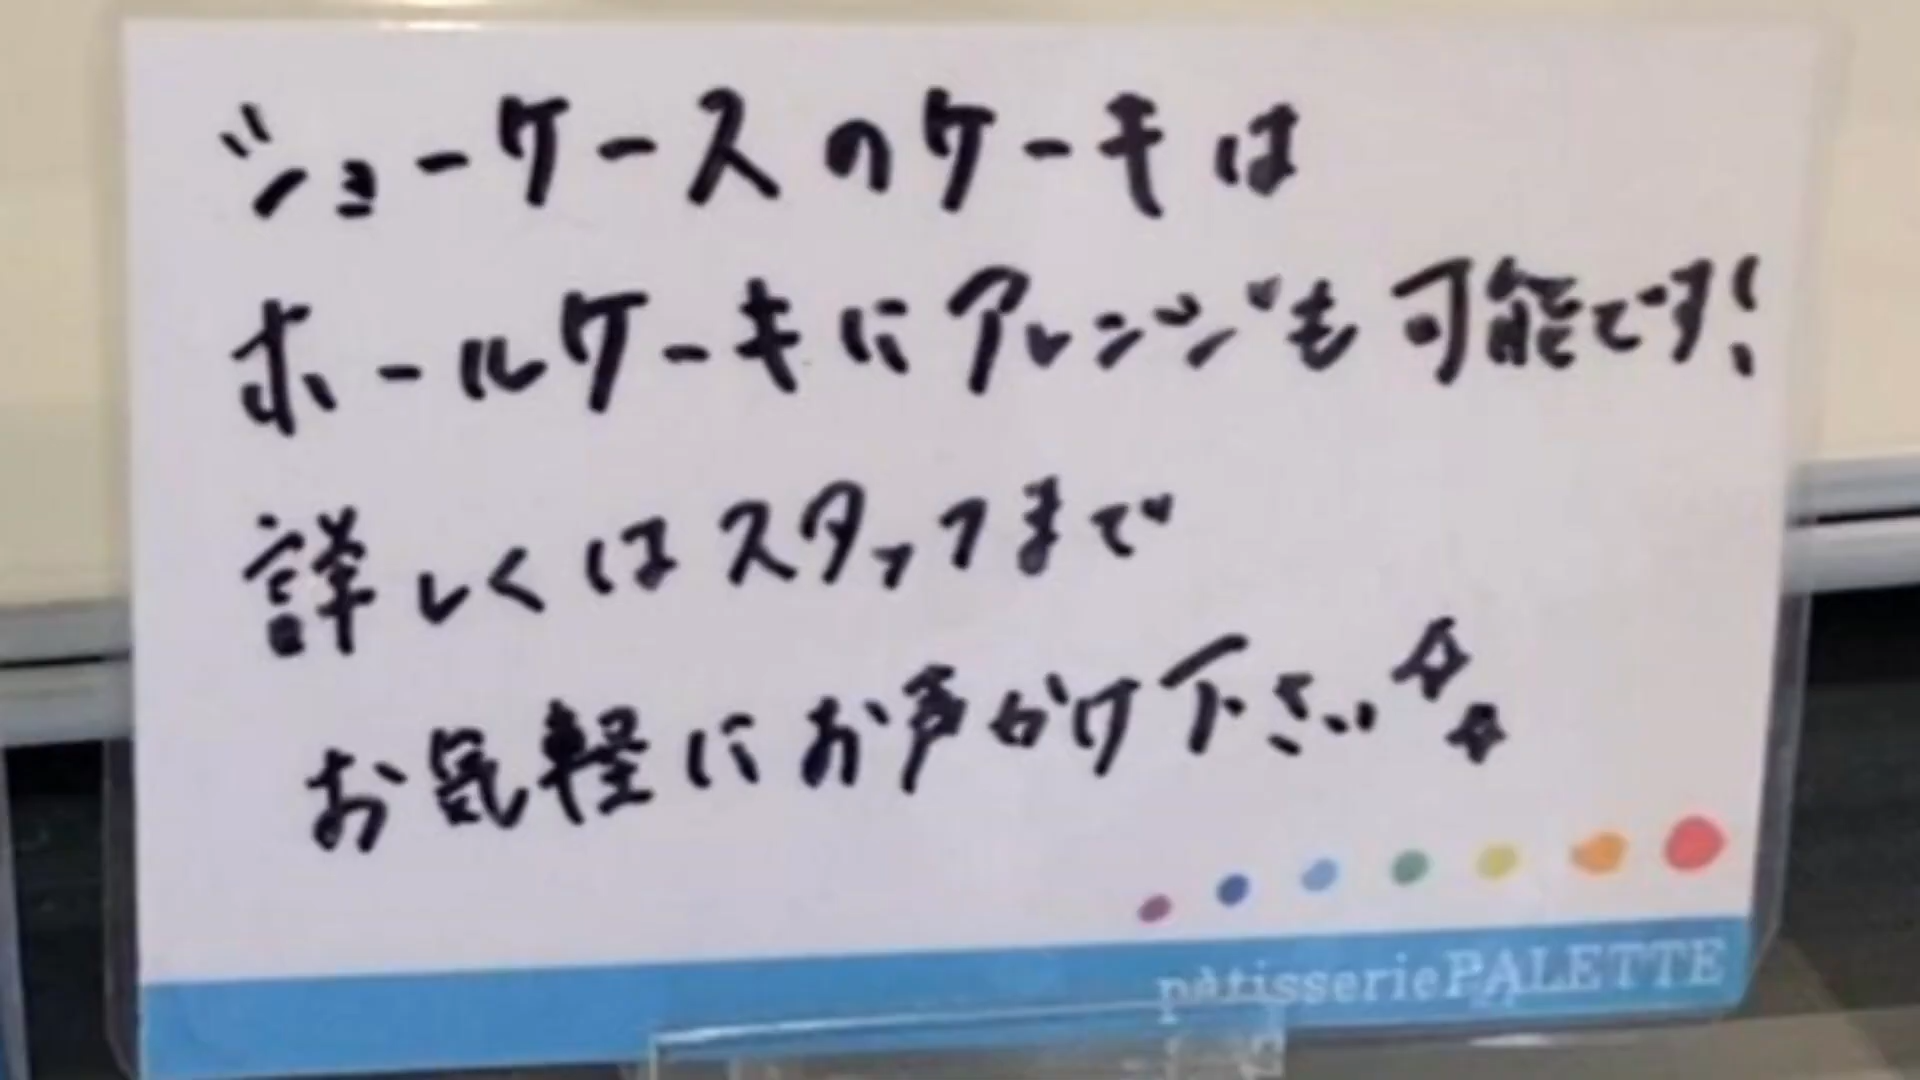 ショーケースのケーキは
ホールケーキにアレンジも可能です!
詳しくはスタッフまで
お気軽にお声がけ下さい
pâtisseriePALETTE